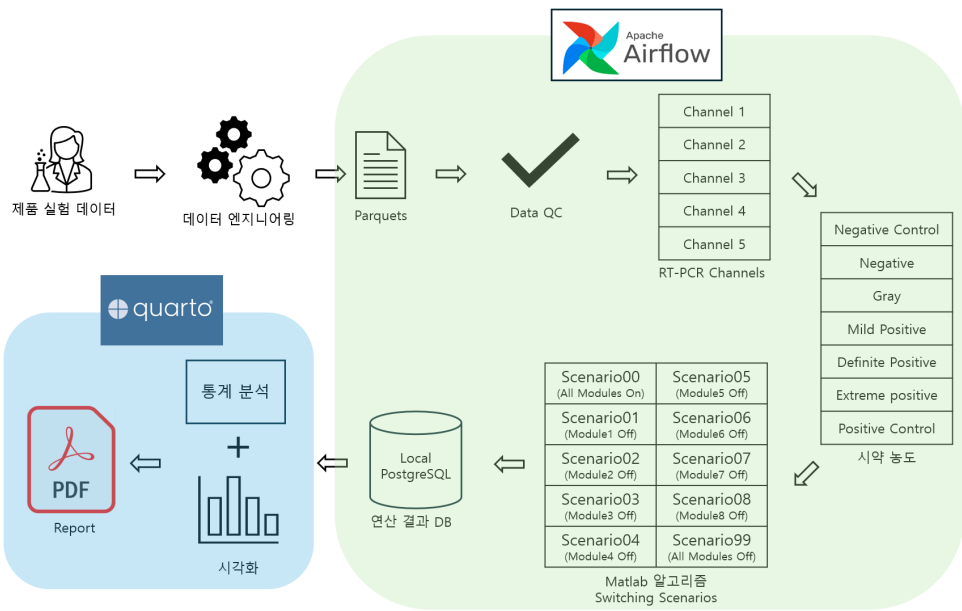 Apache
Airflow
제품 실험 데이터
데이터 엔지니어링
Parquets
Data QC
Channel 1
Channel 2
Channel 3
Channel 4
Channel 5
RT-PCR Channels
Negative Control
Negative
Gray
Mild Positive
Definite Positive
Extreme positive
Positive Control
시약 농도
Scenario00
(All Modules On)
Scenario05
(Module5 Off)
Scenario01
(Module1 Off)
Scenario06
(Module6 Off)
Scenario02
(Module2 Off)
Scenario07
(Module7 Off)
Scenario03
(Module3 Off)
Scenario08
(Module8 Off)
Scenario04
(Module4 Off)
Scenario99
(All Modules Off)
Matlab 알고리즘
Switching Scenarios
Local
PostgreSQL
연산 결과 DB
quarto
통계 분석
+
시각화
PDF
Report